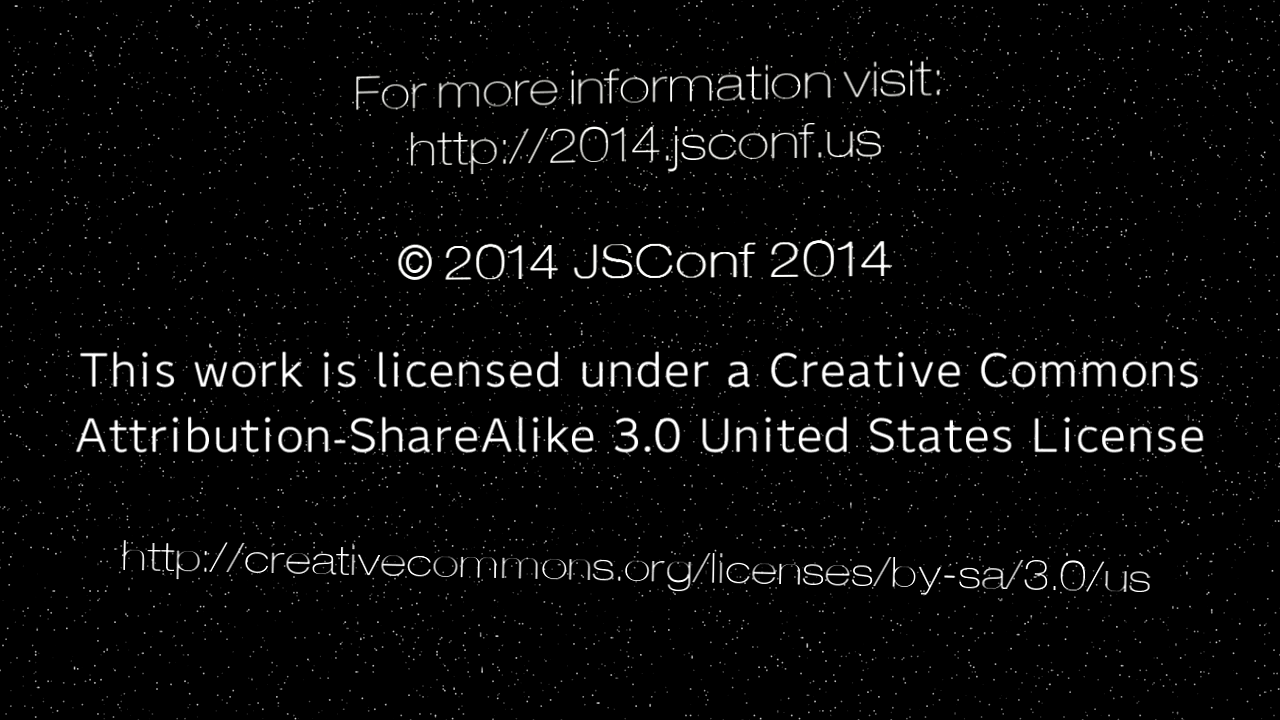 For more information visit:
http://2014.jsconf.us
© 2014 JSConf 2014
This work is licensed under a Creative Commons
Attribution-ShareAlike 3.0 United States License
http://creativecommons.org/licenses/by-sa/3.0/us